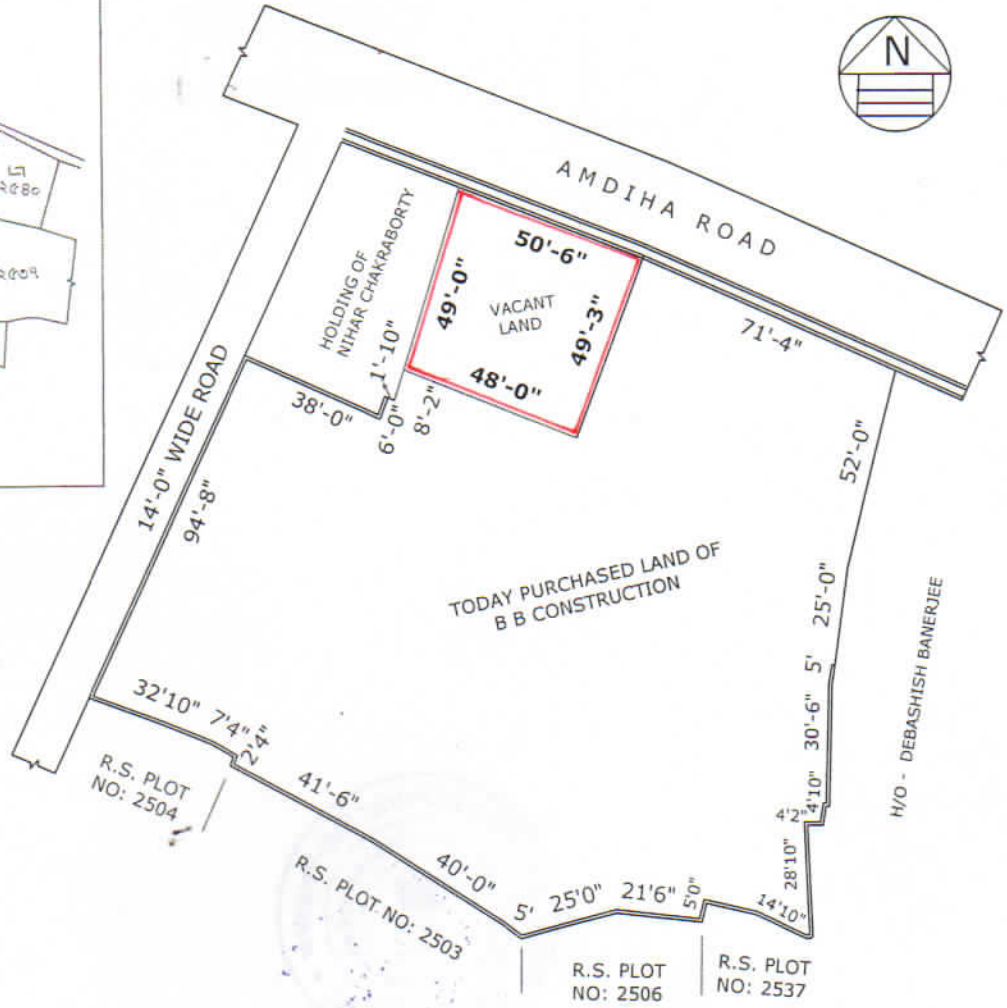 N
AMDIHA ROAD
HOLDING OF
NIHAR CHAKRABORTY
50'-6"
49'-0"
VACANT
LAND
49'-3"
48'-0"
71'-4"
1'-10"
38'-0"
6'-0"
8'-2"
14'-0" WIDE ROAD
94'-8"
52'-0"
TODAY PURCHASED LAND OF
B B CONSTRUCTION
25'-0"
5'
30'-6"
H/O - DEBASHISH BANERJEE
4'10"
4'2"
28'10"
32'10"
7'4"
2'4"
R.S. PLOT
NO: 2504
41'-6"
40'-0"
R.S. PLOT NO: 2503
5'
25'0"
21'6"
5'0"
14'10"
R.S. PLOT
NO: 2506
R.S. PLOT
NO: 2537